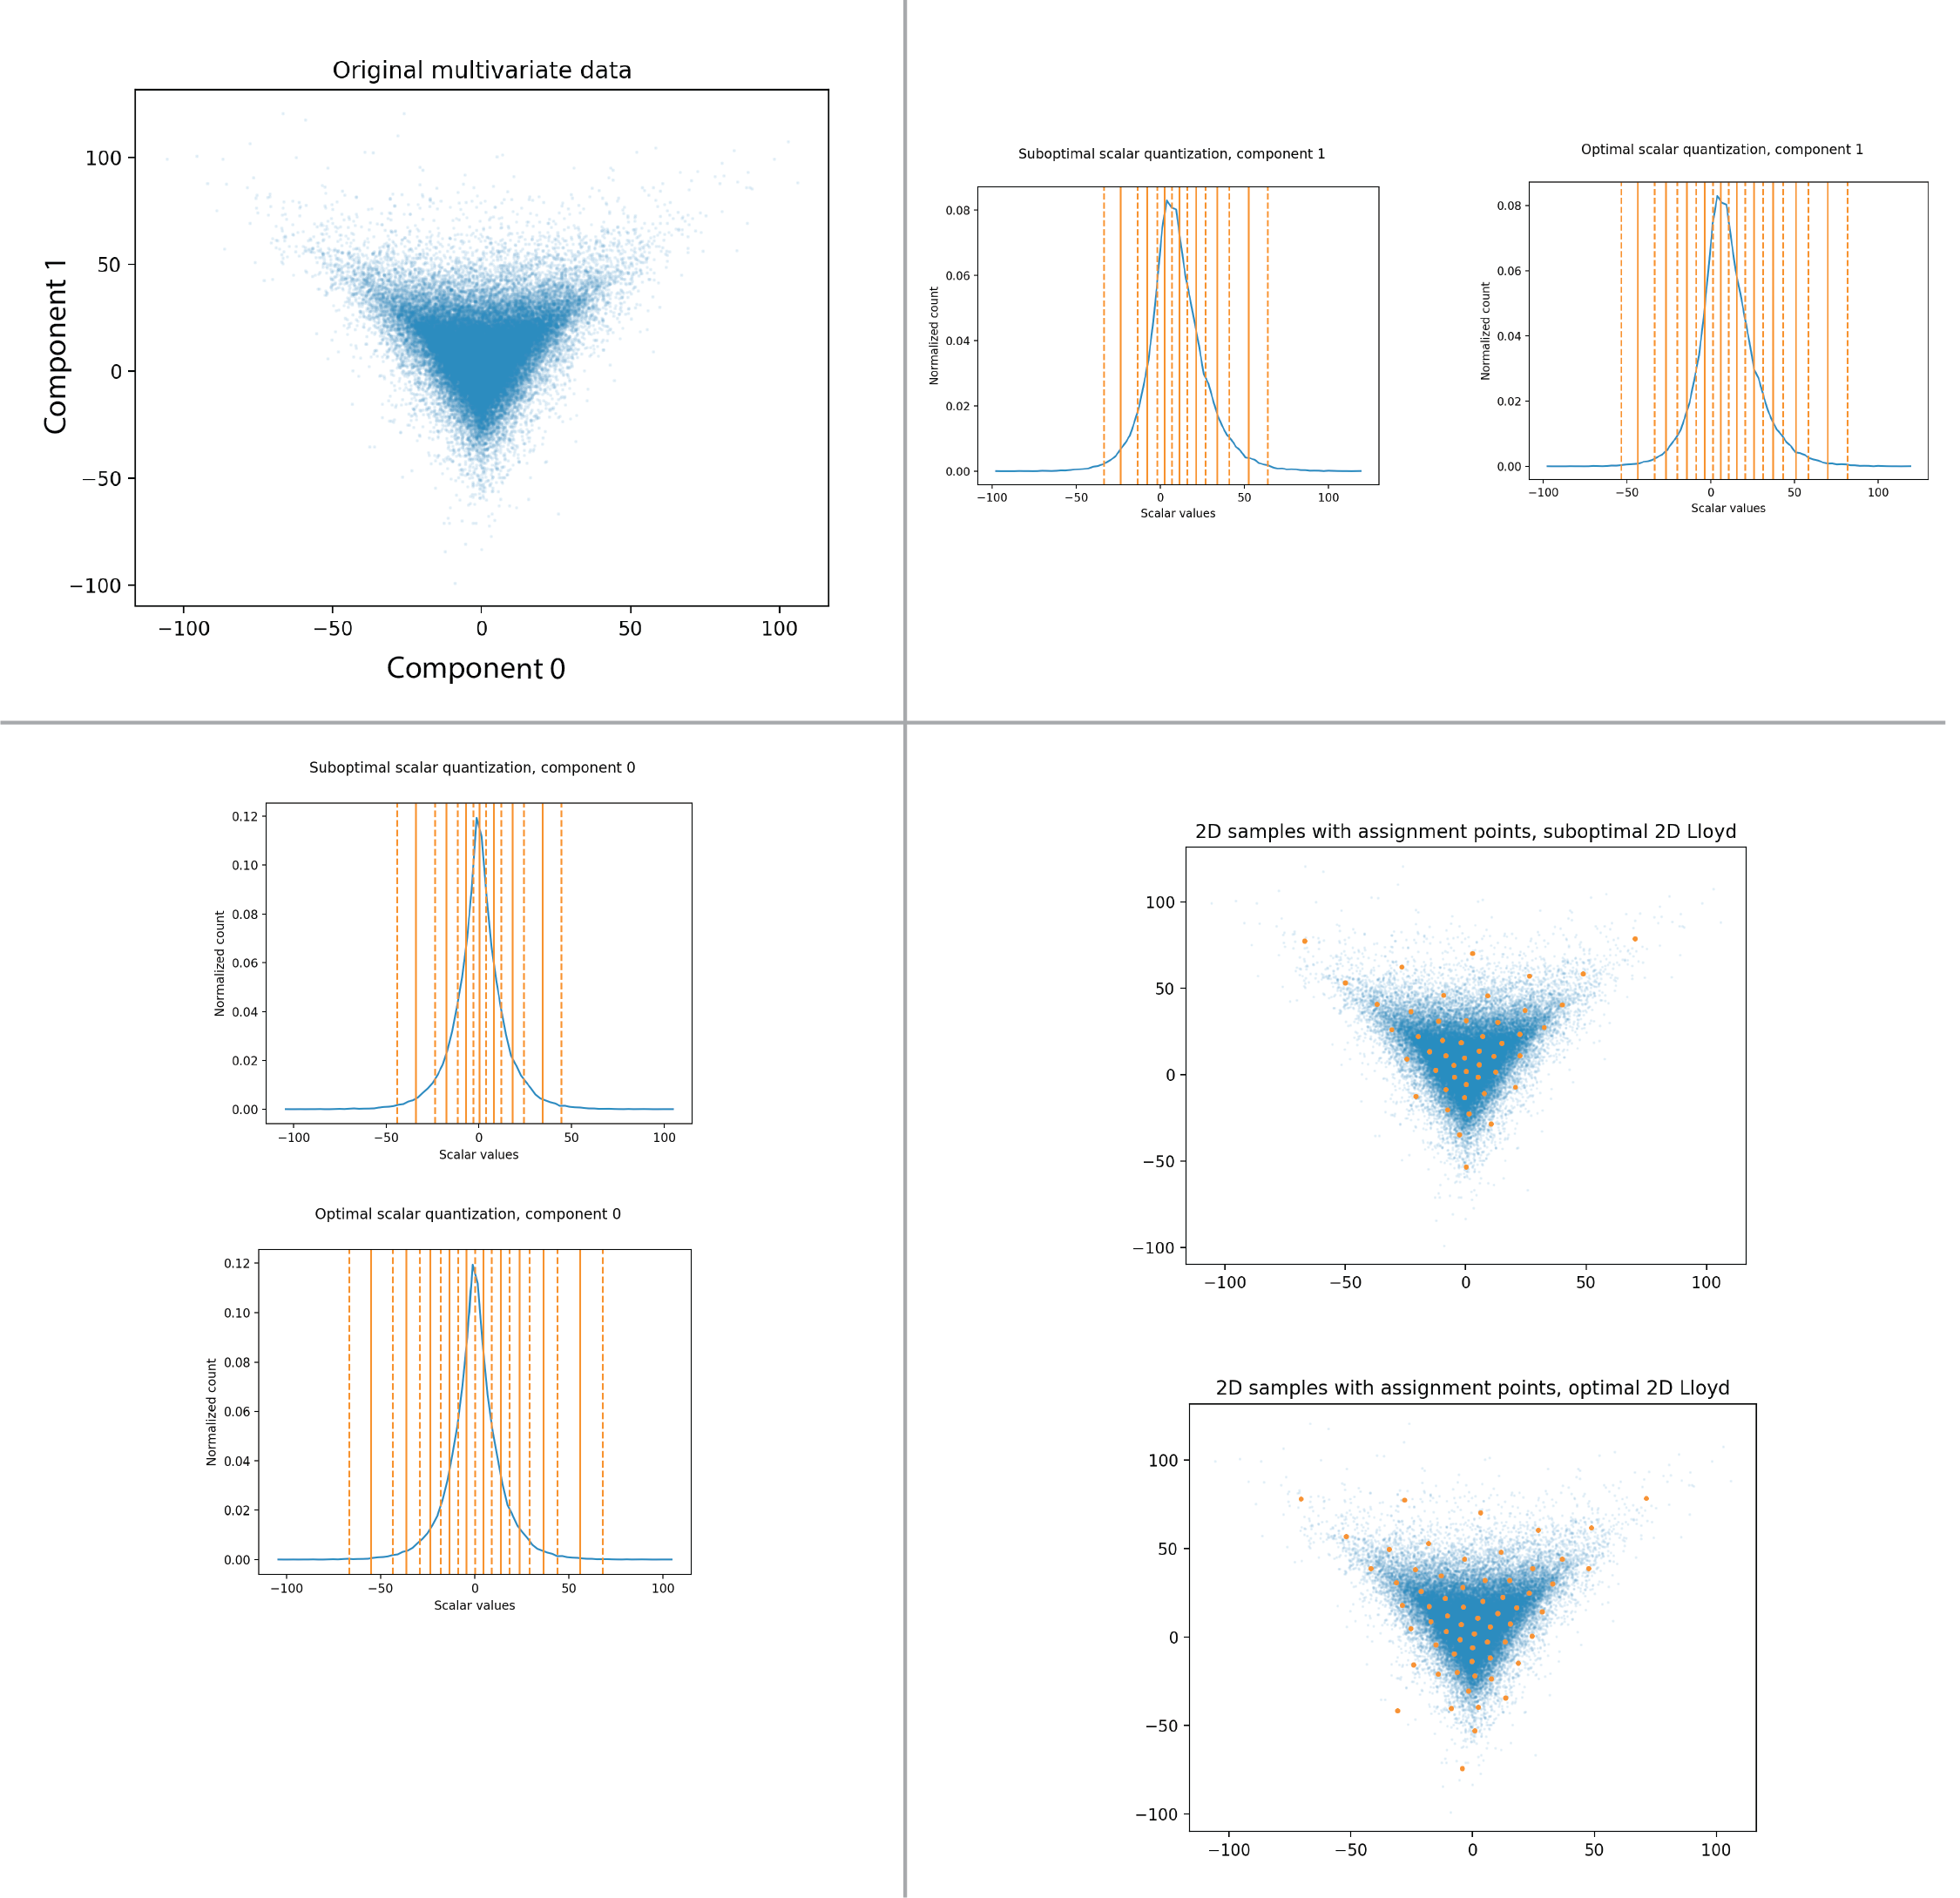 Original multivariate data
100
50
0
−50
−100
Component 1
−100 −50 0 50 100
Component 0
Suboptimal scalar quantization, component 1
0.08
0.06
0.04
0.02
0.00
Normalized count
−100 −50 0 50 100
Scalar values
Optimal scalar quantization, component 1
0.08
0.06
0.04
0.02
0.00
Normalized count
−100 −50 0 50 100
Scalar values
Suboptimal scalar quantization, component 0
0.12
0.10
0.08
0.06
0.04
0.02
0.00
Normalized count
−100 −50 0 50 100
Scalar values
Optimal scalar quantization, component 0
0.12
0.10
0.08
0.06
0.04
0.02
0.00
Normalized count
−100 −50 0 50 100
Scalar values
2D samples with assignment points, suboptimal 2D Lloyd
100
50
0
−50
−100
−100 −50 0 50 100
2D samples with assignment points, optimal 2D Lloyd
100
50
0
−50
−100
−100 −50 0 50 100